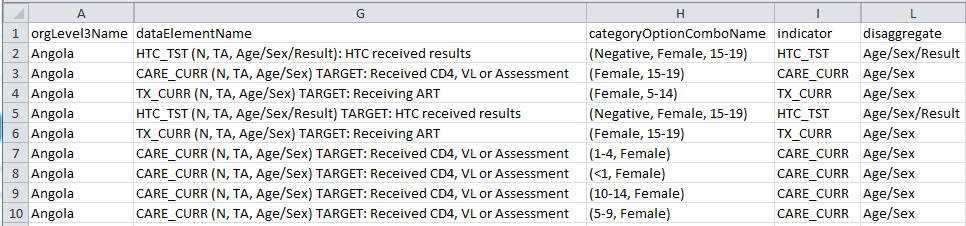 A G H I L
1 orgLevel3Name dataElementName categoryOptionComboName indicator disaggregate
2 Angola HTC_TST (N, TA, Age/Sex/Result): HTC received results (Negative, Female, 15-19) HTC_TST Age/Sex/Result
3 Angola CARE_CURR (N, TA, Age/Sex) TARGET: Received CD4, VL or Assessment (Female, 15-19) CARE_CURR Age/Sex
4 Angola TX_CURR (N, TA, Age/Sex) TARGET: Receiving ART (Female, 5-14) TX_CURR Age/Sex
5 Angola HTC_TST (N, TA, Age/Sex/Result) TARGET: HTC received results (Negative, Female, 15-19) HTC_TST Age/Sex/Result
6 Angola TX_CURR (N, TA, Age/Sex) TARGET: Receiving ART (Female, 15-19) TX_CURR Age/Sex
7 Angola CARE_CURR (N, TA, Age/Sex) TARGET: Received CD4, VL or Assessment (1-4, Female) CARE_CURR Age/Sex
8 Angola CARE_CURR (N, TA, Age/Sex) TARGET: Received CD4, VL or Assessment (<1, Female) CARE_CURR Age/Sex
9 Angola CARE_CURR (N, TA, Age/Sex) TARGET: Received CD4, VL or Assessment (10-14, Female) CARE_CURR Age/Sex
10 Angola CARE_CURR (N, TA, Age/Sex) TARGET: Received CD4, VL or Assessment (5-9, Female) CARE_CURR Age/Sex